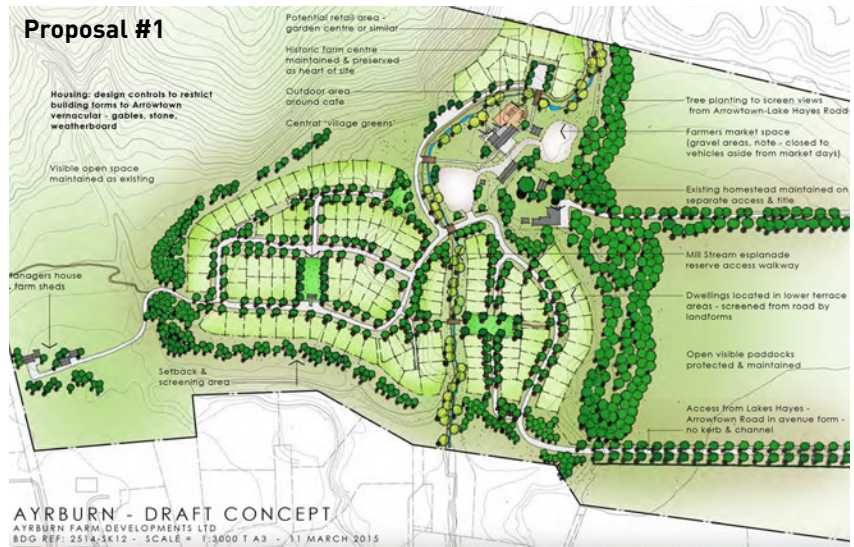 Proposal #1
Potential retail area -
garden centre or similar
Historic farm centre
maintained & preserved
as heart of site
Housing: design controls to restrict
building forms to Arrowtown
vernacular - gables, stone,
weatherboard
Outdoor area
around cafe
Central 'village greens'
Visible open space
maintained as existing
Tree planting to screen views
from Arrowtown-Lake Hayes Road
Farmers market space
(gravel areas, note - closed to
vehicles aside from market days)
Existing homestead maintained on
separate access & title
Mill Stream esplanade
reserve access walkway
Dwellings located in lower terrace
areas - screened from road by
landforms
Open visible paddocks
protected & maintained
Access from Lakes Hayes -
Arrowtown Road in avenue form -
no kerb & channel
anagers house
farm sheds
Setback &
screening area
AYRBURN - DRAFT CONCEPT
AYRBURN FARM DEVELOPMENTS LTD
BDG REF: 2514-SK12 - SCALE = 1:3000 T A3 - 11 MARCH 2015